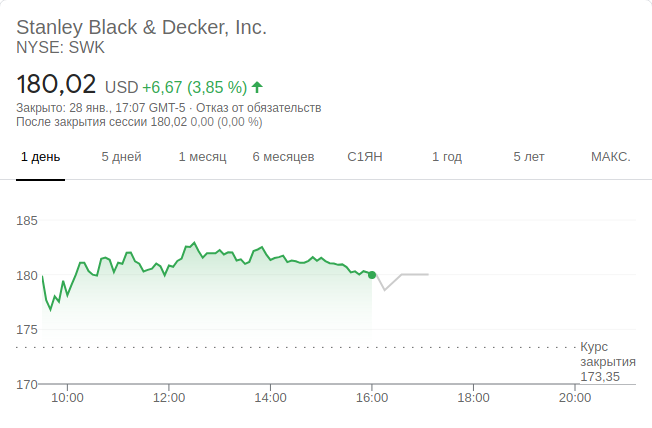 Stanley Black & Decker, Inc.
NYSE: SWK
180,02 USD +6,67 (3,85 %)
Закрыто: 28 янв., 17:07 GMT-5 · Отказ от обязательств
После закрытия сессии 180,02 0,00 (0,00 %)
1 день 5 дней 1 месяц 6 месяцев С1ЯН 1 год 5 лет МАКС.
185
180
175
Курс
закрытия
173,35
170
10:00 12:00 14:00 16:00 18:00 20:00